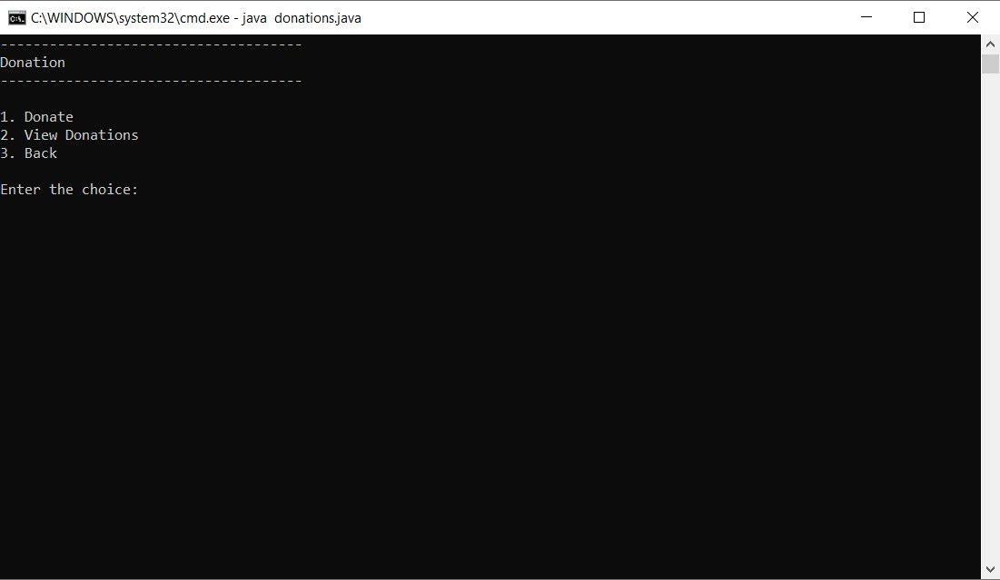 C:\WINDOWS\system32\cmd.exe - java  donations.java
-------------------------------------
Donation
-------------------------------------
1. Donate
2. View Donations
3. Back
Enter the choice: